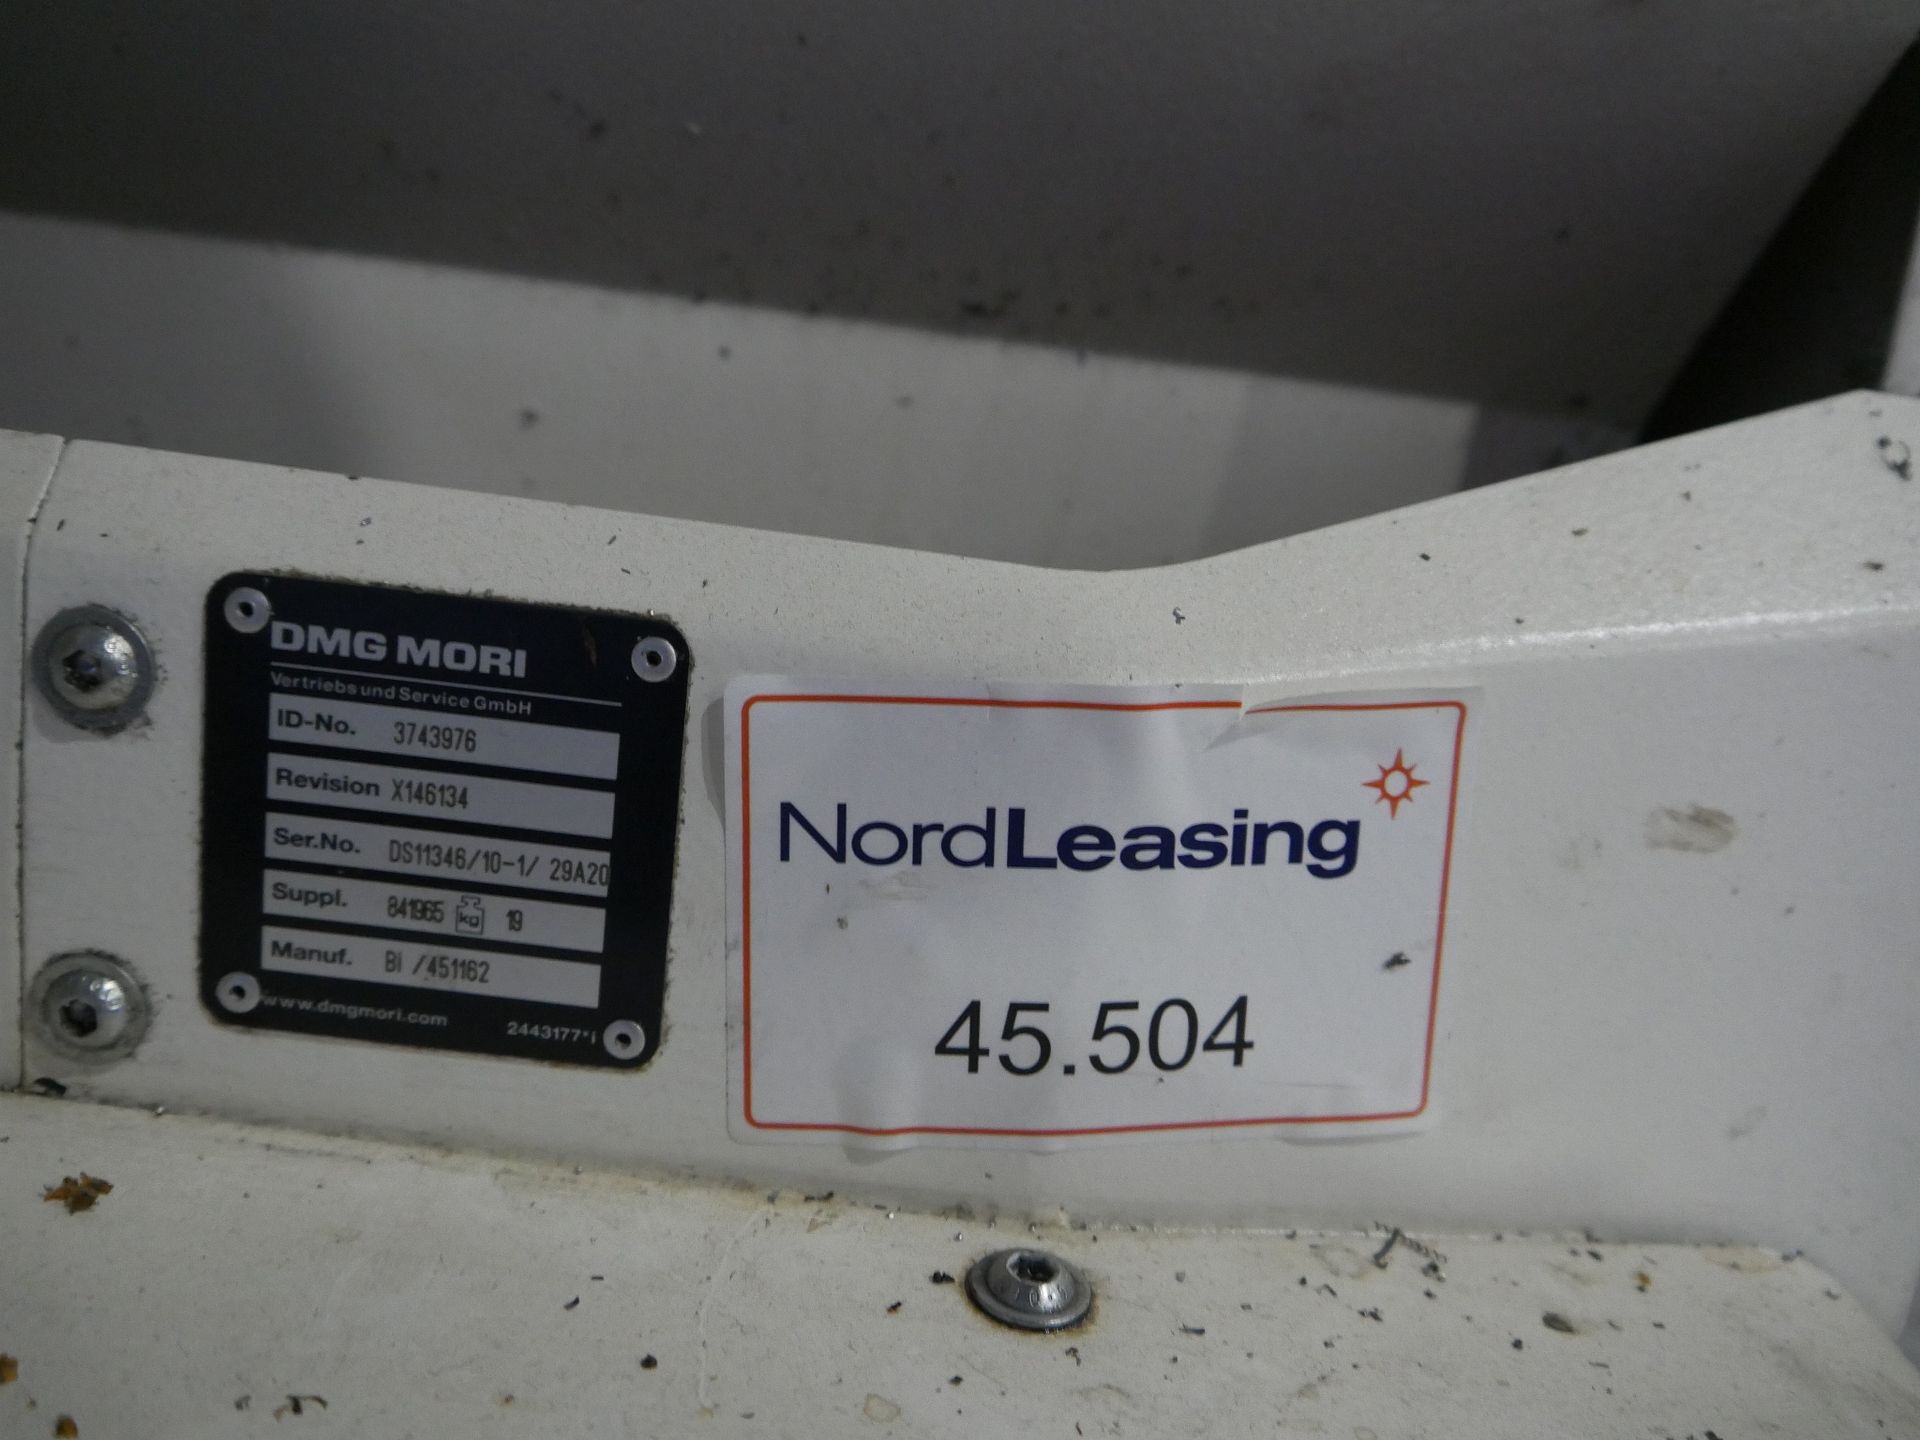 DMG MORI
Vertriebs und Service GmbH
ID-No. 3743976
Revision X146134
Ser.No. DS11346/10-1/ 29A20
Suppl. 841965 kg 19
Manuf. BI /451162
www.dmgmori.com 2443177*i
NordLeasing
45.504